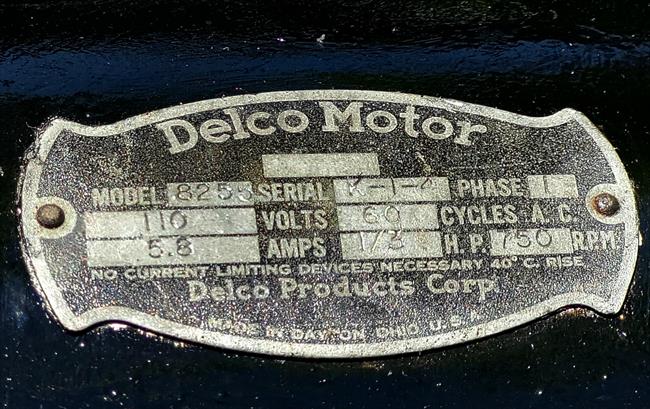 Delco Motor
MODEL 8255 SERIAL K-1-4 PHASE 1
110 VOLTS 60 CYCLES A.C.
5.8 AMPS 1/3 H.P. RPM
NO CURRENT LIMITING DEVICES NECESSARY 40° C. RISE
Delco Products Corp
MADE IN DAYTON OHIO U.S.A.